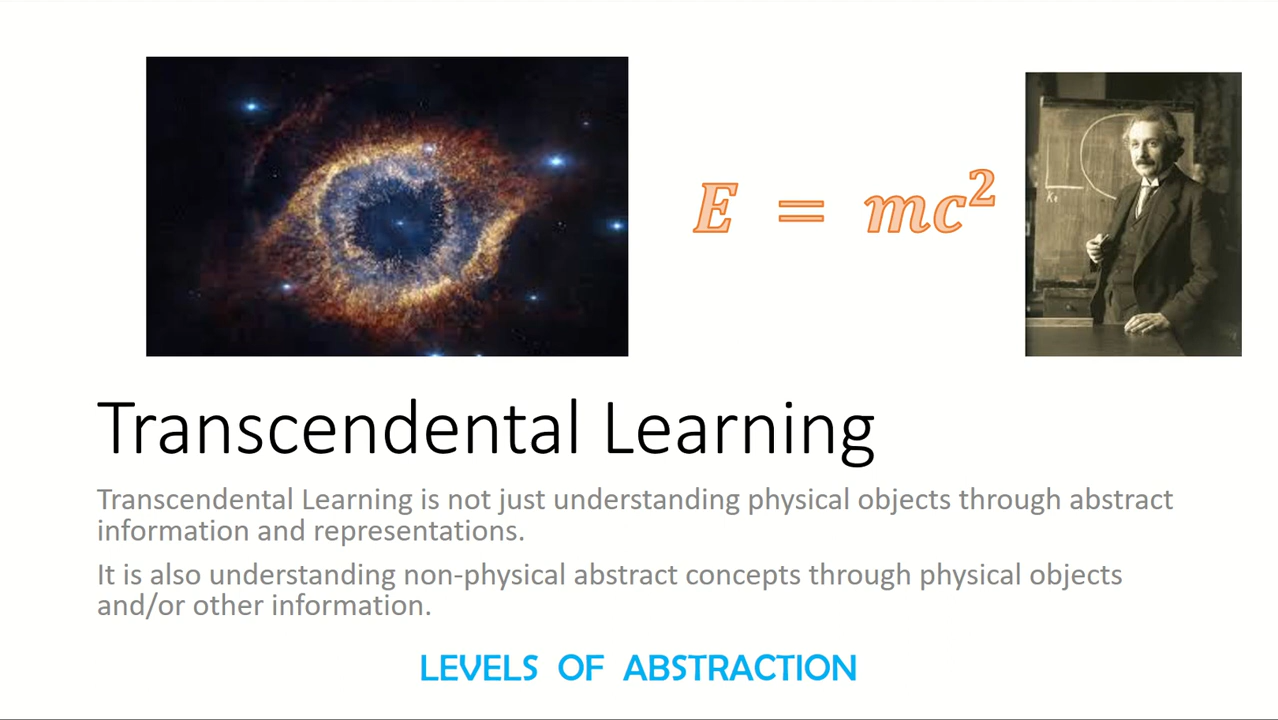 E = mc²
Transcendental Learning
Transcendental Learning is not just understanding physical objects through abstract
information and representations.
It is also understanding non-physical abstract concepts through physical objects
and/or other information.
LEVELS OF ABSTRACTION